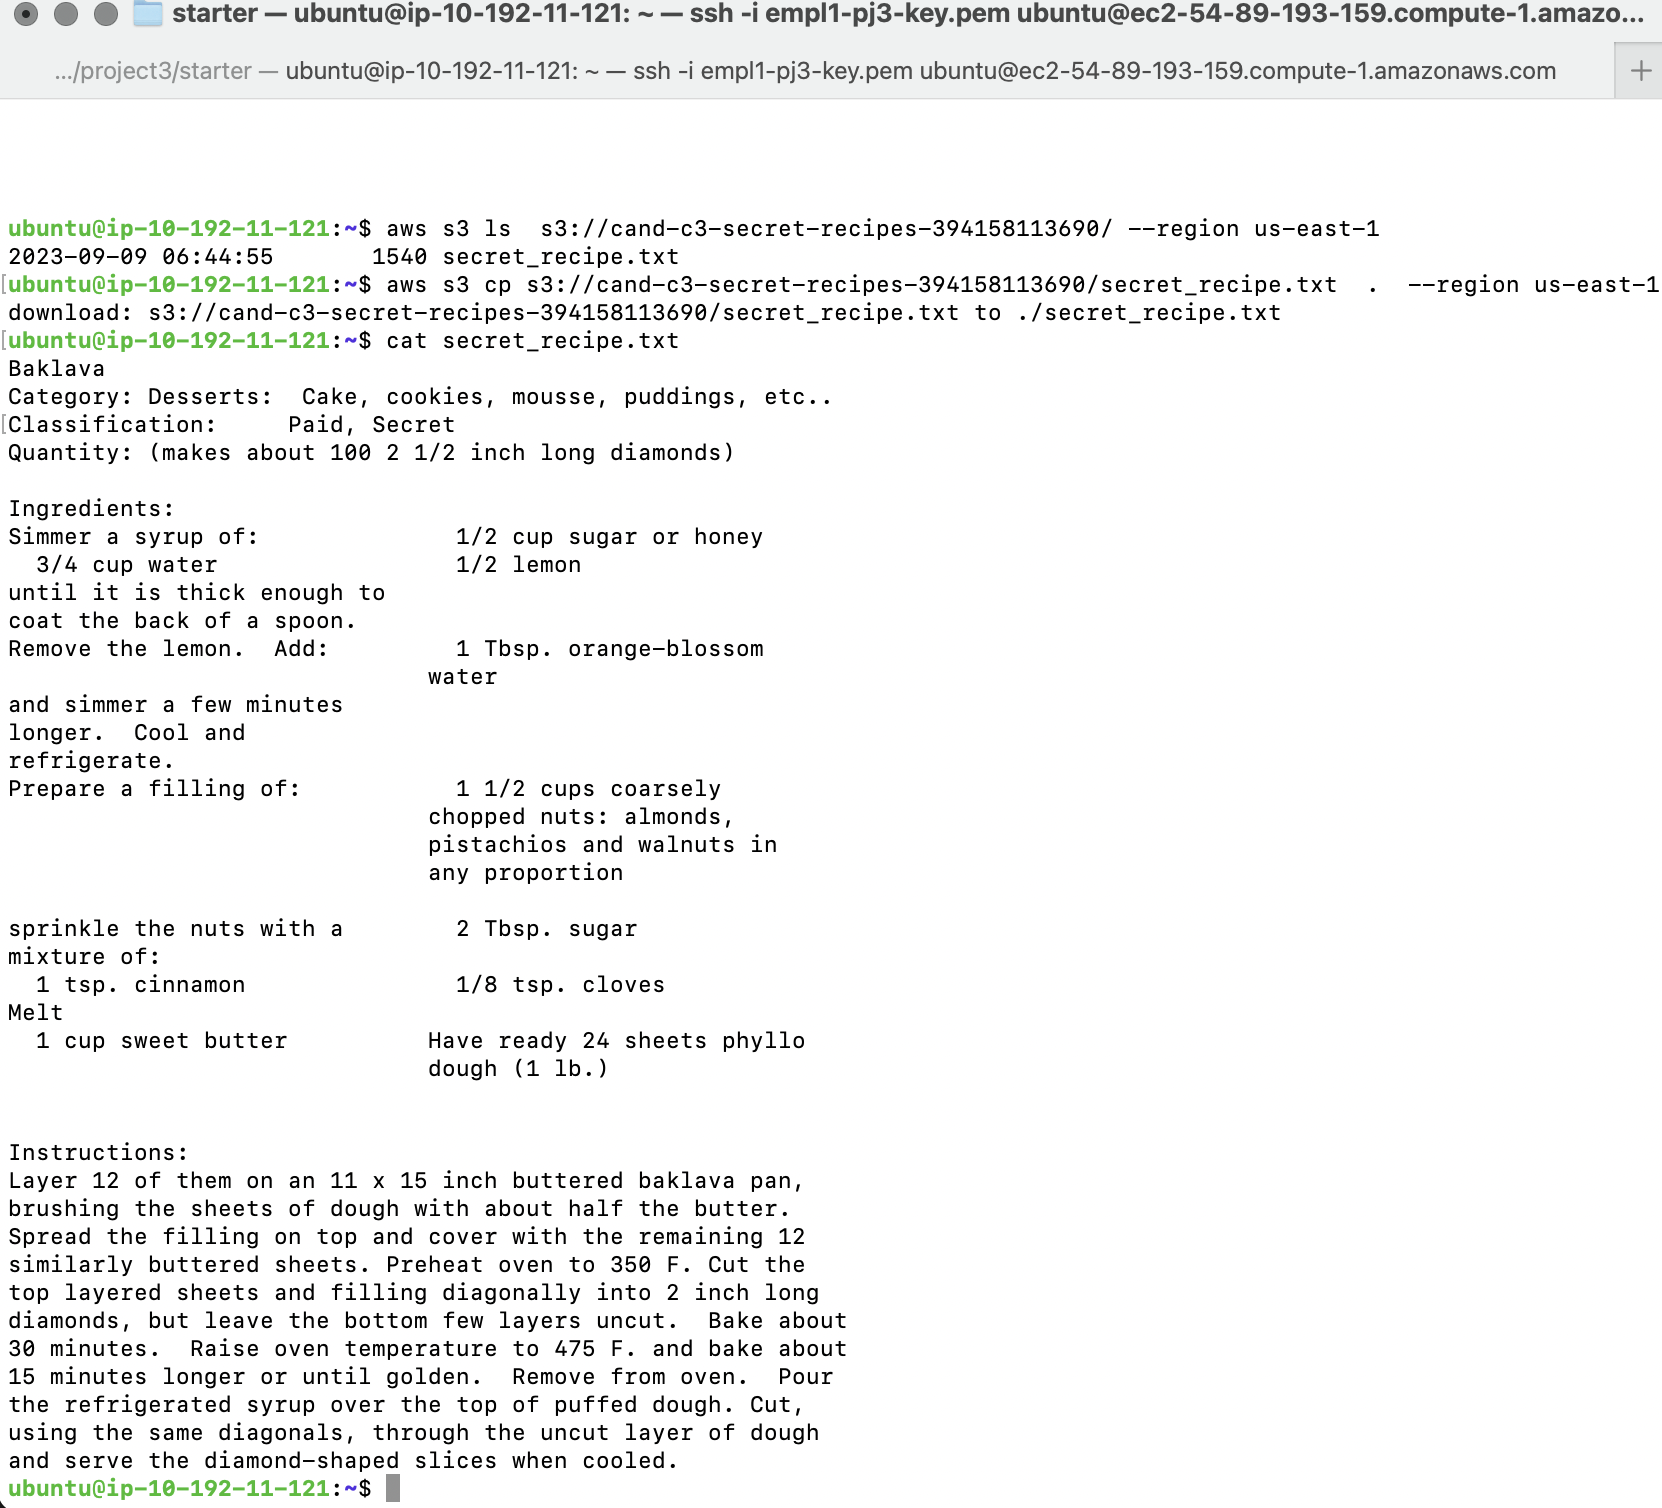 starter — ubuntu@ip-10-192-11-121: ~ — ssh -i empl1-pj3-key.pem ubuntu@ec2-54-89-193-159.compute-1.amazo...
.../project3/starter — ubuntu@ip-10-192-11-121: ~ — ssh -i empl1-pj3-key.pem ubuntu@ec2-54-89-193-159.compute-1.amazonaws.com
ubuntu@ip-10-192-11-121:~$ aws s3 ls  s3://cand-c3-secret-recipes-394158113690/ --region us-east-1
2023-09-09 06:44:55       1540 secret_recipe.txt
[ubuntu@ip-10-192-11-121:~$ aws s3 cp s3://cand-c3-secret-recipes-394158113690/secret_recipe.txt  .  --region us-east-1
download: s3://cand-c3-secret-recipes-394158113690/secret_recipe.txt to ./secret_recipe.txt
[ubuntu@ip-10-192-11-121:~$ cat secret_recipe.txt
Baklava
Category: Desserts:  Cake, cookies, mousse, puddings, etc..
[Classification:     Paid, Secret
Quantity: (makes about 100 2 1/2 inch long diamonds)

Ingredients:
Simmer a syrup of:              1/2 cup sugar or honey
  3/4 cup water                 1/2 lemon
until it is thick enough to
coat the back of a spoon.
Remove the lemon.  Add:         1 Tbsp. orange-blossom
                              water
and simmer a few minutes
longer.  Cool and
refrigerate.
Prepare a filling of:           1 1/2 cups coarsely
                              chopped nuts: almonds,
                              pistachios and walnuts in
                              any proportion

sprinkle the nuts with a        2 Tbsp. sugar
mixture of:
  1 tsp. cinnamon               1/8 tsp. cloves
Melt
  1 cup sweet butter          Have ready 24 sheets phyllo
                              dough (1 lb.)

Instructions:
Layer 12 of them on an 11 x 15 inch buttered baklava pan,
brushing the sheets of dough with about half the butter.
Spread the filling on top and cover with the remaining 12
similarly buttered sheets. Preheat oven to 350 F. Cut the
top layered sheets and filling diagonally into 2 inch long
diamonds, but leave the bottom few layers uncut.  Bake about
30 minutes.  Raise oven temperature to 475 F. and bake about
15 minutes longer or until golden.  Remove from oven.  Pour
the refrigerated syrup over the top of puffed dough. Cut,
using the same diagonals, through the uncut layer of dough
and serve the diamond-shaped slices when cooled.
ubuntu@ip-10-192-11-121:~$